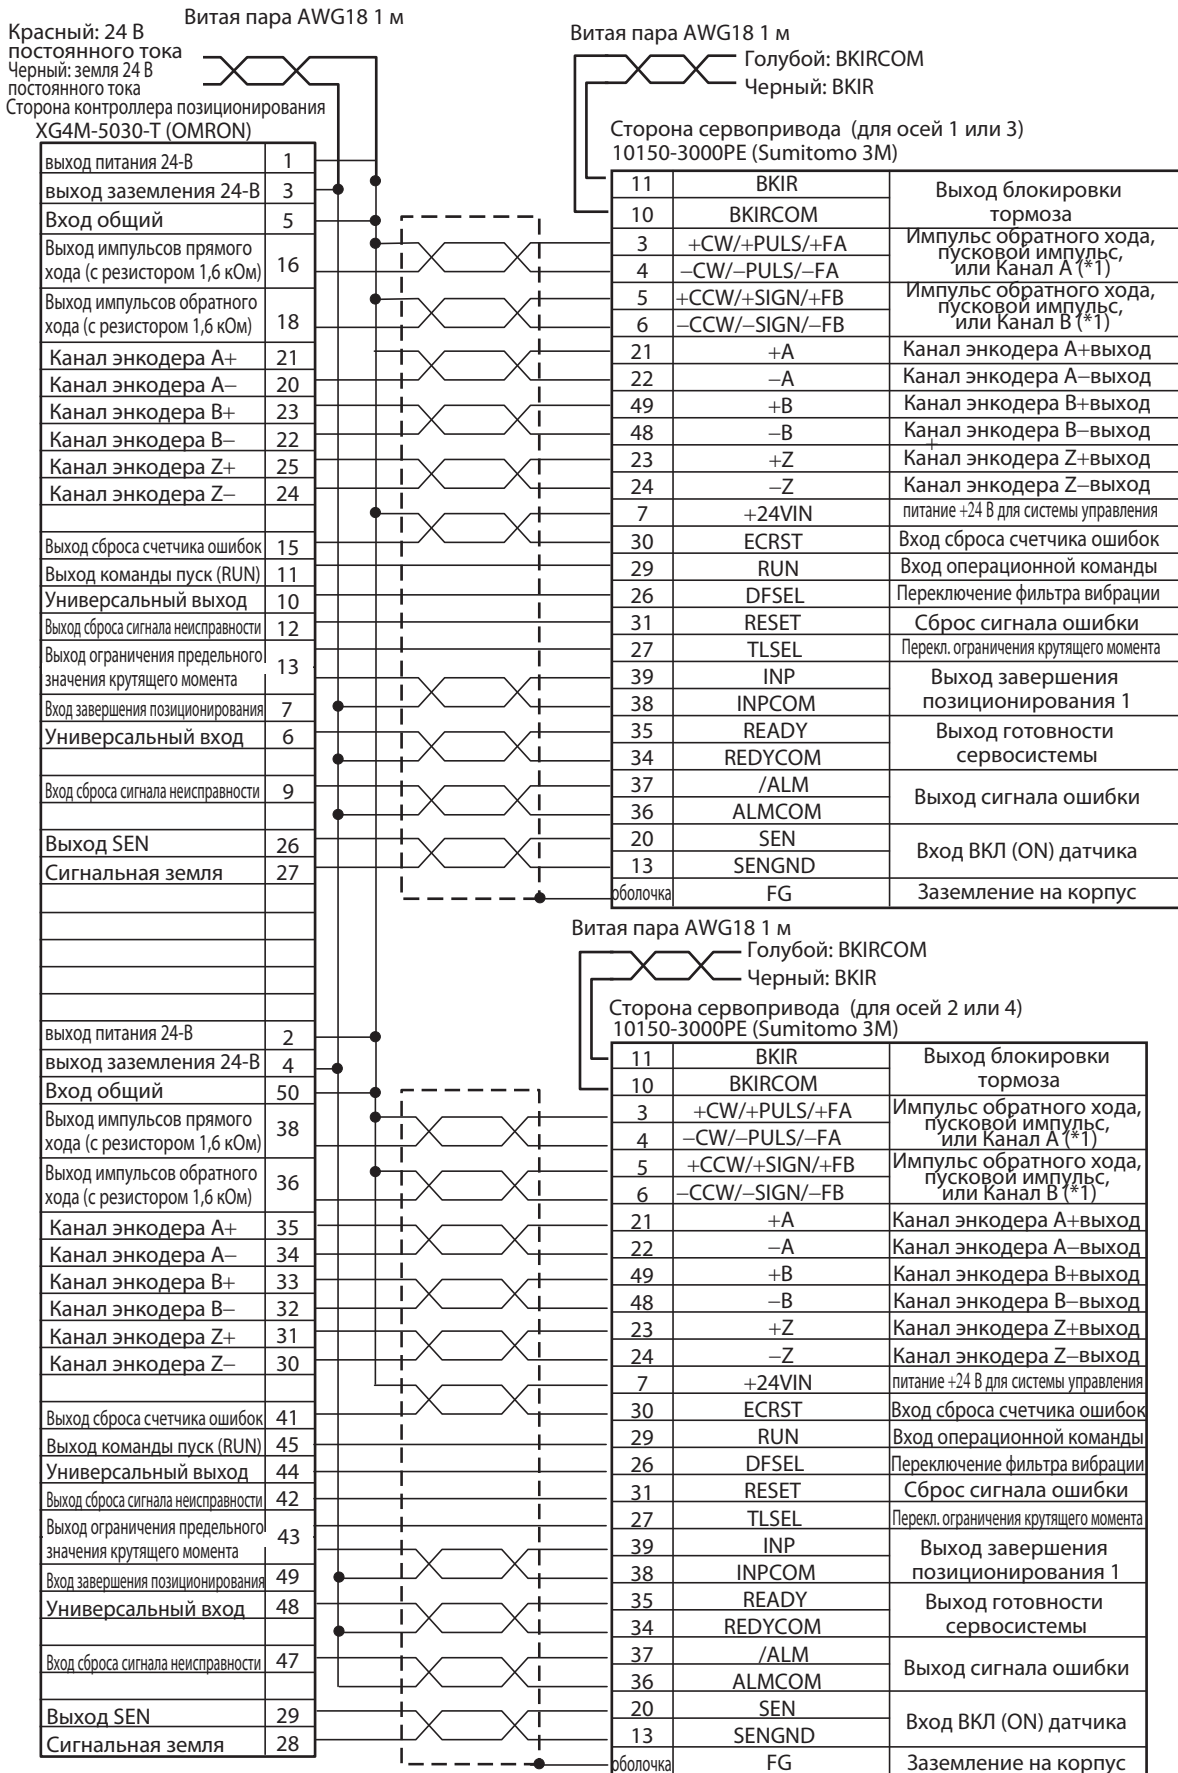 Витая пара AWG18 1 м
Красный: 24 В
постоянного тока
Черный: земля 24 В
постоянного тока
Сторона контроллера позиционирования
XG4M-5030-T (OMRON)
выход питания 24-В 1
выход заземления 24-В 3
Вход общий 5
Выход импульсов прямого
хода (с резистором 1,6 кОм) 16
Выход импульсов обратного
хода (с резистором 1,6 кОм) 18
Канал энкодера А+ 21
Канал энкодера А− 20
Канал энкодера В+ 23
Канал энкодера В− 22
Канал энкодера Z+ 25
Канал энкодера Z− 24
Выход сброса счетчика ошибок 15
Выход команды пуск (RUN) 11
Универсальный выход 10
Выход сброса сигнала неисправности 12
Выход ограничения предельного
значения крутящего момента 13
Вход завершения позиционирования 7
Универсальный вход 6
Вход сброса сигнала неисправности 9
Выход SEN 26
Сигнальная земля 27
выход питания 24-В 2
выход заземления 24-В 4
Вход общий 50
Выход импульсов прямого
хода (с резистором 1,6 кОм) 38
Выход импульсов обратного
хода (с резистором 1,6 кОм) 36
Канал энкодера А+ 35
Канал энкодера А− 34
Канал энкодера В+ 33
Канал энкодера В− 32
Канал энкодера Z+ 31
Канал энкодера Z− 30
Выход сброса счетчика ошибок 41
Выход команды пуск (RUN) 45
Универсальный выход 44
Выход сброса сигнала неисправности 42
Выход ограничения предельного
значения крутящего момента 43
Вход завершения позиционирования 49
Универсальный вход 48
Вход сброса сигнала неисправности 47
Выход SEN 29
Сигнальная земля 28
Витая пара AWG18 1 м
Голубой: BKIRCOM
Черный: BKIR
Сторона сервопривода (для осей 1 или 3)
10150-3000PE (Sumitomo 3M)
11 BKIR Выход блокировки
10 BKIRCOM тормоза
3 +CW/+PULS/+FA Импульс обратного хода,
пусковой импульс,
4 −CW/−PULS/−FA или Канал А (*1)
5 +CCW/+SIGN/+FB Импульс обратного хода,
пусковой импульс,
6 −CCW/−SIGN/−FB или Канал В (*1)
21 +A Канал энкодера А+выход
22 −A Канал энкодера А−выход
49 +B Канал энкодера В+выход
48 −B Канал энкодера В−выход
+
23 +Z Канал энкодера Z+выход
24 −Z Канал энкодера Z−выход
7 +24VIN питание +24 В для системы управления
30 ECRST Вход сброса счетчика ошибок
29 RUN Вход операционной команды
26 DFSEL Переключение фильтра вибрации
31 RESET Сброс сигнала ошибки
27 TLSEL Перекл. ограничения крутящего момента
39 INP Выход завершения
38 INPCOM позиционирования 1
35 READY Выход готовности
34 REDYCOM сервосистемы
37 /ALM Выход сигнала ошибки
36 ALMCOM
20 SEN Вход ВКЛ (ON) датчика
13 SENGND
оболочка FG Заземление на корпус
Витая пара AWG18 1 м
Голубой: BKIRCOM
Черный: BKIR
Сторона сервопривода (для осей 2 или 4)
10150-3000PE (Sumitomo 3M)
11 BKIR Выход блокировки
10 BKIRCOM тормоза
3 +CW/+PULS/+FA Импульс обратного хода,
пусковой импульс,
4 −CW/−PULS/−FA или Канал А (*1)
5 +CCW/+SIGN/+FB Импульс обратного хода,
пусковой импульс,
6 −CCW/−SIGN/−FB или Канал В (*1)
21 +A Канал энкодера А+выход
22 −A Канал энкодера А−выход
49 +B Канал энкодера В+выход
48 −B Канал энкодера В−выход
23 +Z Канал энкодера Z+выход
24 −Z Канал энкодера Z−выход
7 +24VIN питание +24 В для системы управления
30 ECRST Вход сброса счетчика ошибок
29 RUN Вход операционной команды
26 DFSEL Переключение фильтра вибрации
31 RESET Сброс сигнала ошибки
27 TLSEL Перекл. ограничения крутящего момента
39 INP Выход завершения
38 INPCOM позиционирования 1
35 READY Выход готовности
34 REDYCOM сервосистемы
37 /ALM Выход сигнала ошибки
36 ALMCOM
20 SEN Вход ВКЛ (ON) датчика
13 SENGND
оболочка FG Заземление на корпус